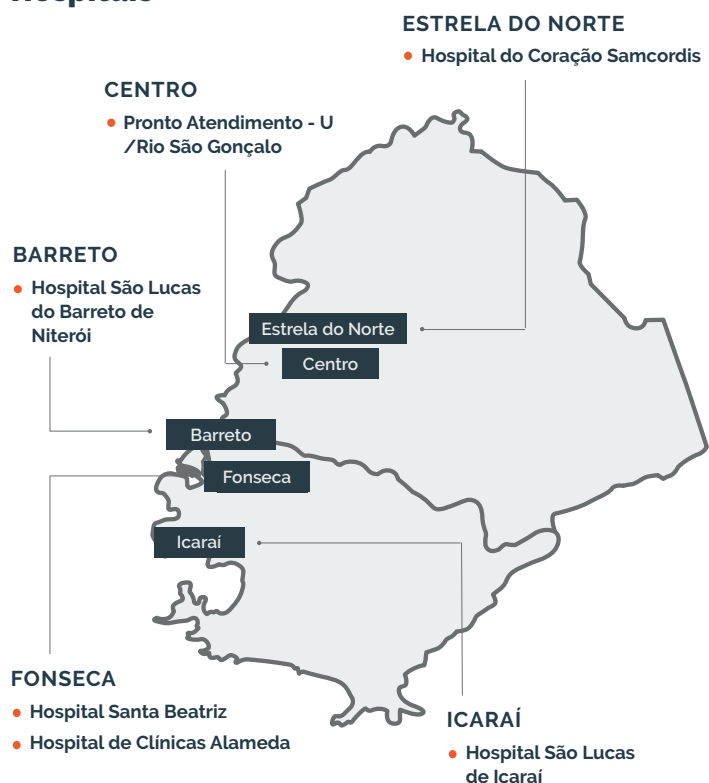 Hospitais
ESTRELA DO NORTE
Hospital do Coração Samcordis
CENTRO
Pronto Atendimento - U
/Rio São Gonçalo
BARRETO
Hospital São Lucas
do Barreto de
Niterói
Estrela do Norte
Centro
Barreto
Fonseca
Icaraí
FONSECA
Hospital Santa Beatriz
Hospital de Clínicas Alameda
ICARAÍ
Hospital São Lucas
de Icaraí